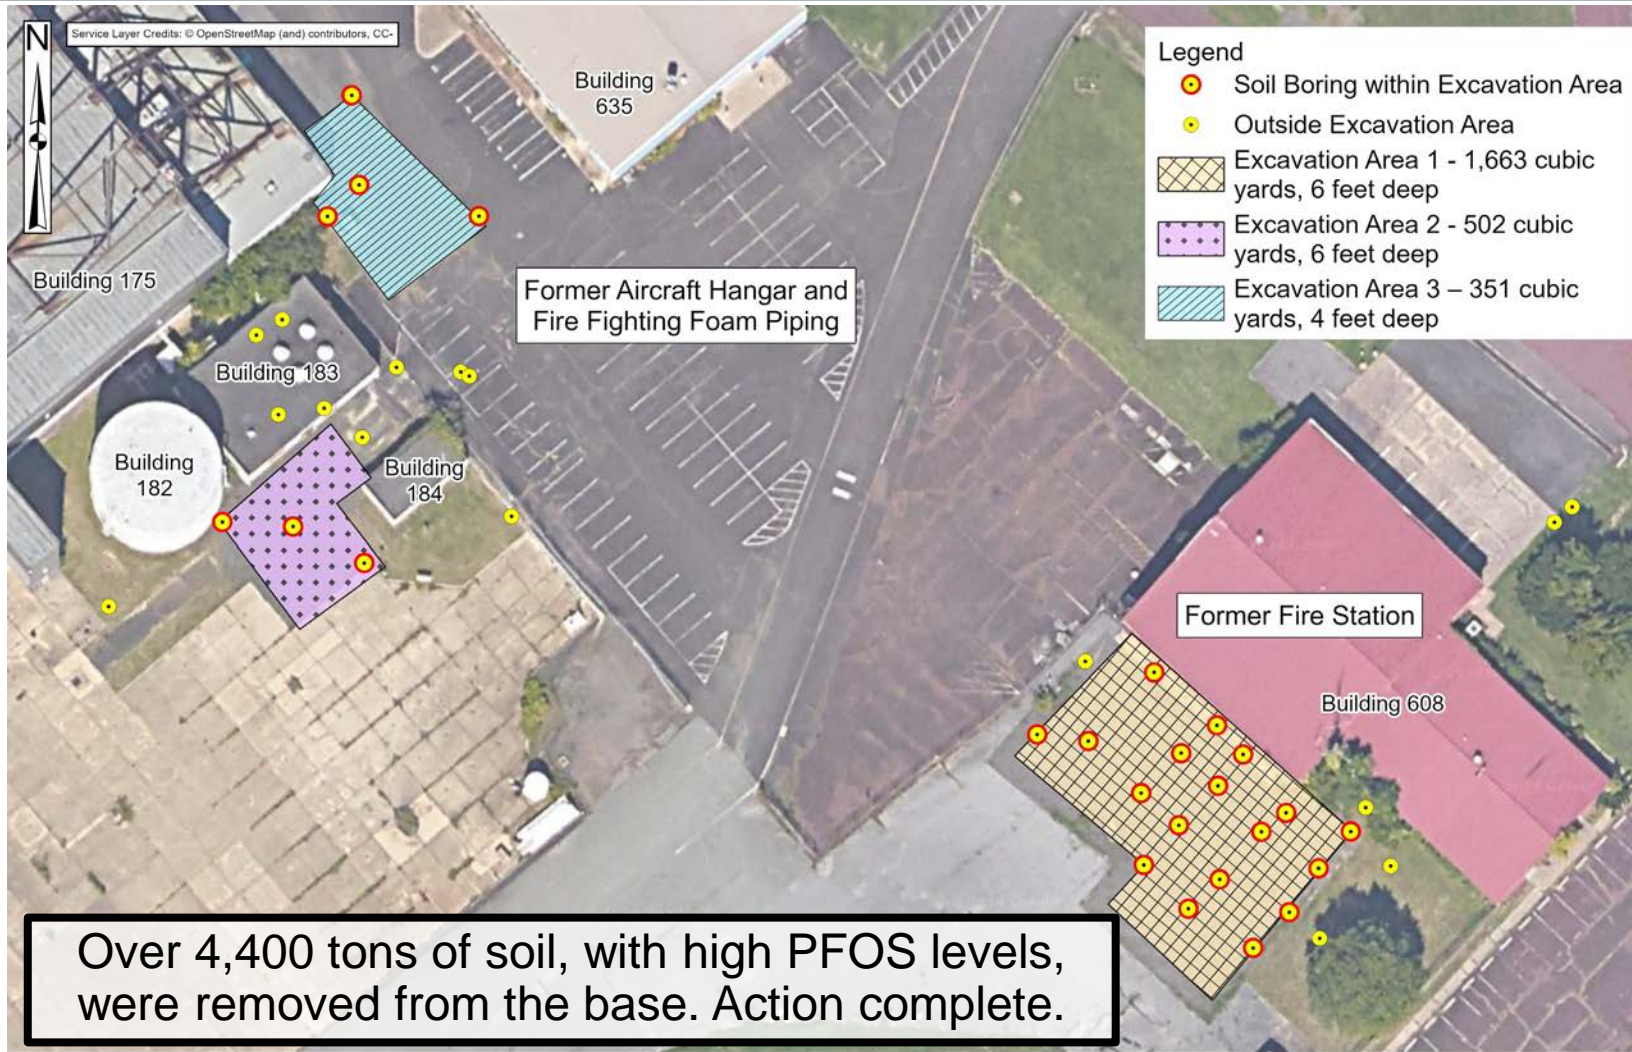 N
Service Layer Credits: © OpenStreetMap (and) contributors, CC-
Building
635
Legend
Soil Boring within Excavation Area
Outside Excavation Area
Excavation Area 1 - 1,663 cubic
yards, 6 feet deep
Excavation Area 2 - 502 cubic
yards, 6 feet deep
Excavation Area 3 – 351 cubic
yards, 4 feet deep
Building 175
Former Aircraft Hangar and
Fire Fighting Foam Piping
Building 183
Building
182
Building
184
Former Fire Station
Building 608
Over 4,400 tons of soil, with high PFOS levels,
were removed from the base. Action complete.